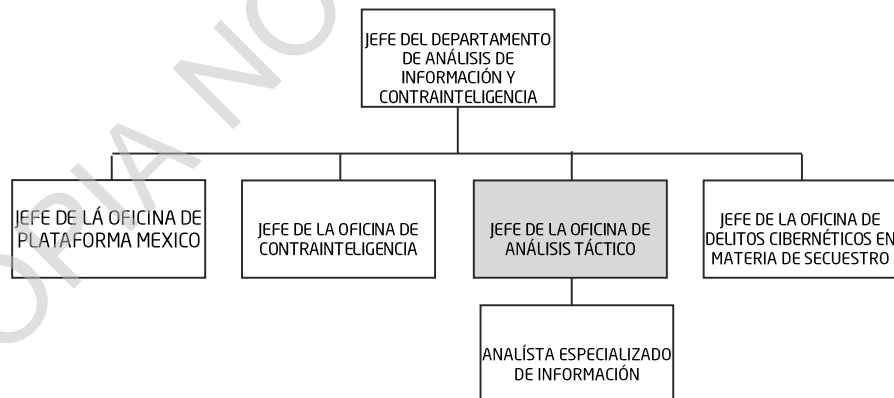 JEFE DEL DEPARTAMENTO
DE ANÁLISIS DE
INFORMACIÓN Y
CONTRAINTELIGENCIA
JEFE DE LÁ OFICINA DE
PLATAFORMA MEXICO
JEFE DE LA OFICINA DE
CONTRAINTELIGENCIA
JEFE DE LA OFICINA DE
ANÁLISIS TÁCTICO
JEFE DE LA OFICINA DE
DELITOS CIBERNÉTICOS EN
MATERIA DE SECUESTRO
ANALÍSTA ESPECIALIZADO
DE INFORMACIÓN
OPIA NO